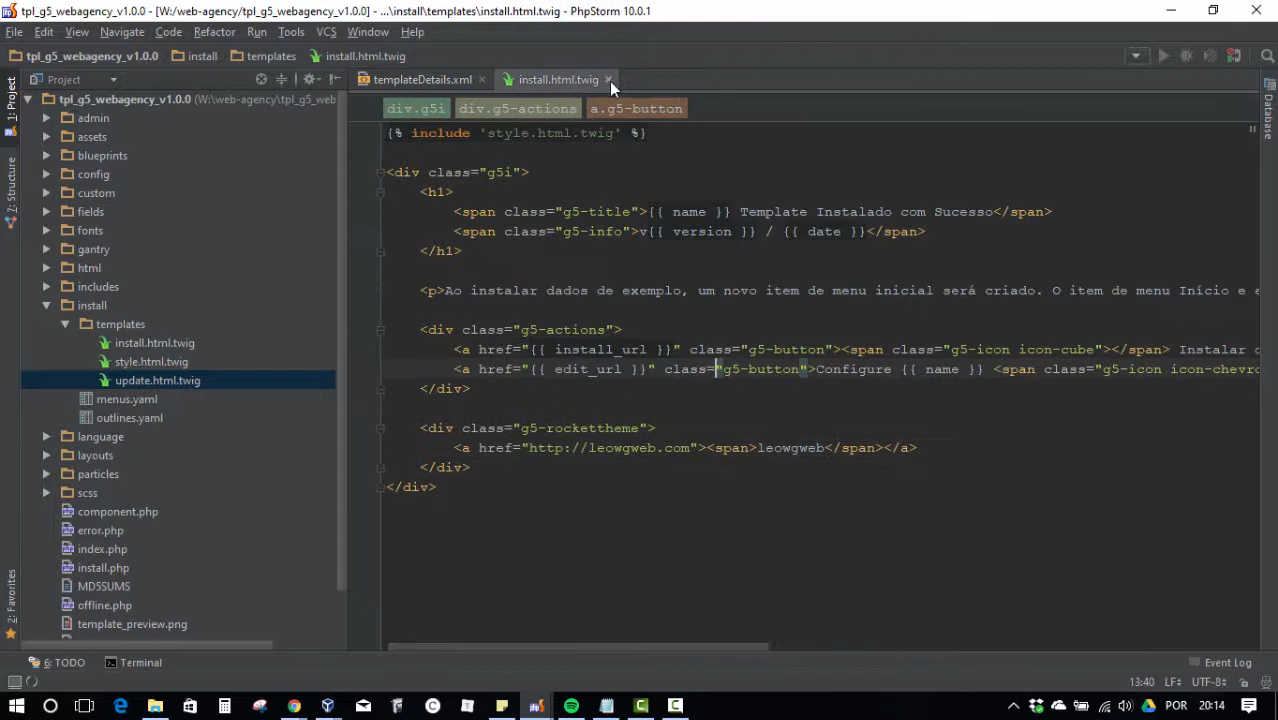 tpl_g5_webagency_v1.0.0 - [W:/web-agency/tpl_g5_webagency_v1.0.0] - ...\install\templates\install.html.twig - PhpStorm 10.0.1
File Edit View Navigate Code Refactor Run Tools VCS Window Help
tpl_g5_webagency_v1.0.0 install templates install.html.twig
1: Project
7: Structure
2: Favorites
Project
tpl_g5_webagency_v1.0.0 (W:\web-agency\tpl_g5_web
admin
assets
blueprints
config
custom
fields
fonts
gantry
html
includes
install
templates
install.html.twig
style.html.twig
update.html.twig
menus.yaml
outlines.yaml
language
layouts
particles
scss
component.php
error.php
index.php
install.php
MD5SUMS
offline.php
template_preview.png
templateDetails.xml install.html.twig
div.g5i div.g5-actions a.g5-button
{% include 'style.html.twig' %}
<div class="g5i">
<h1>
<span class="g5-title">{{ name }} Template Instalado com Sucesso</span>
<span class="g5-info">v{{ version }} / {{ date }}</span>
</h1>
<p>Ao instalar dados de exemplo, um novo item de menu inicial será criado. O item de menu Início e e
<div class="g5-actions">
<a href="{{ install_url }}" class="g5-button"><span class="g5-icon icon-cube"></span> Instalar
<a href="{{ edit_url }}" class="g5-button">Configure {{ name }} <span class="g5-icon icon-chevro
</div>
<div class="g5-rockettheme">
<a href="http://leowgweb.com"><span>leowgweb</span></a>
</div>
</div>
Database
6: TODO Terminal Event Log
13:40 LF UTF-8
POR 20:14